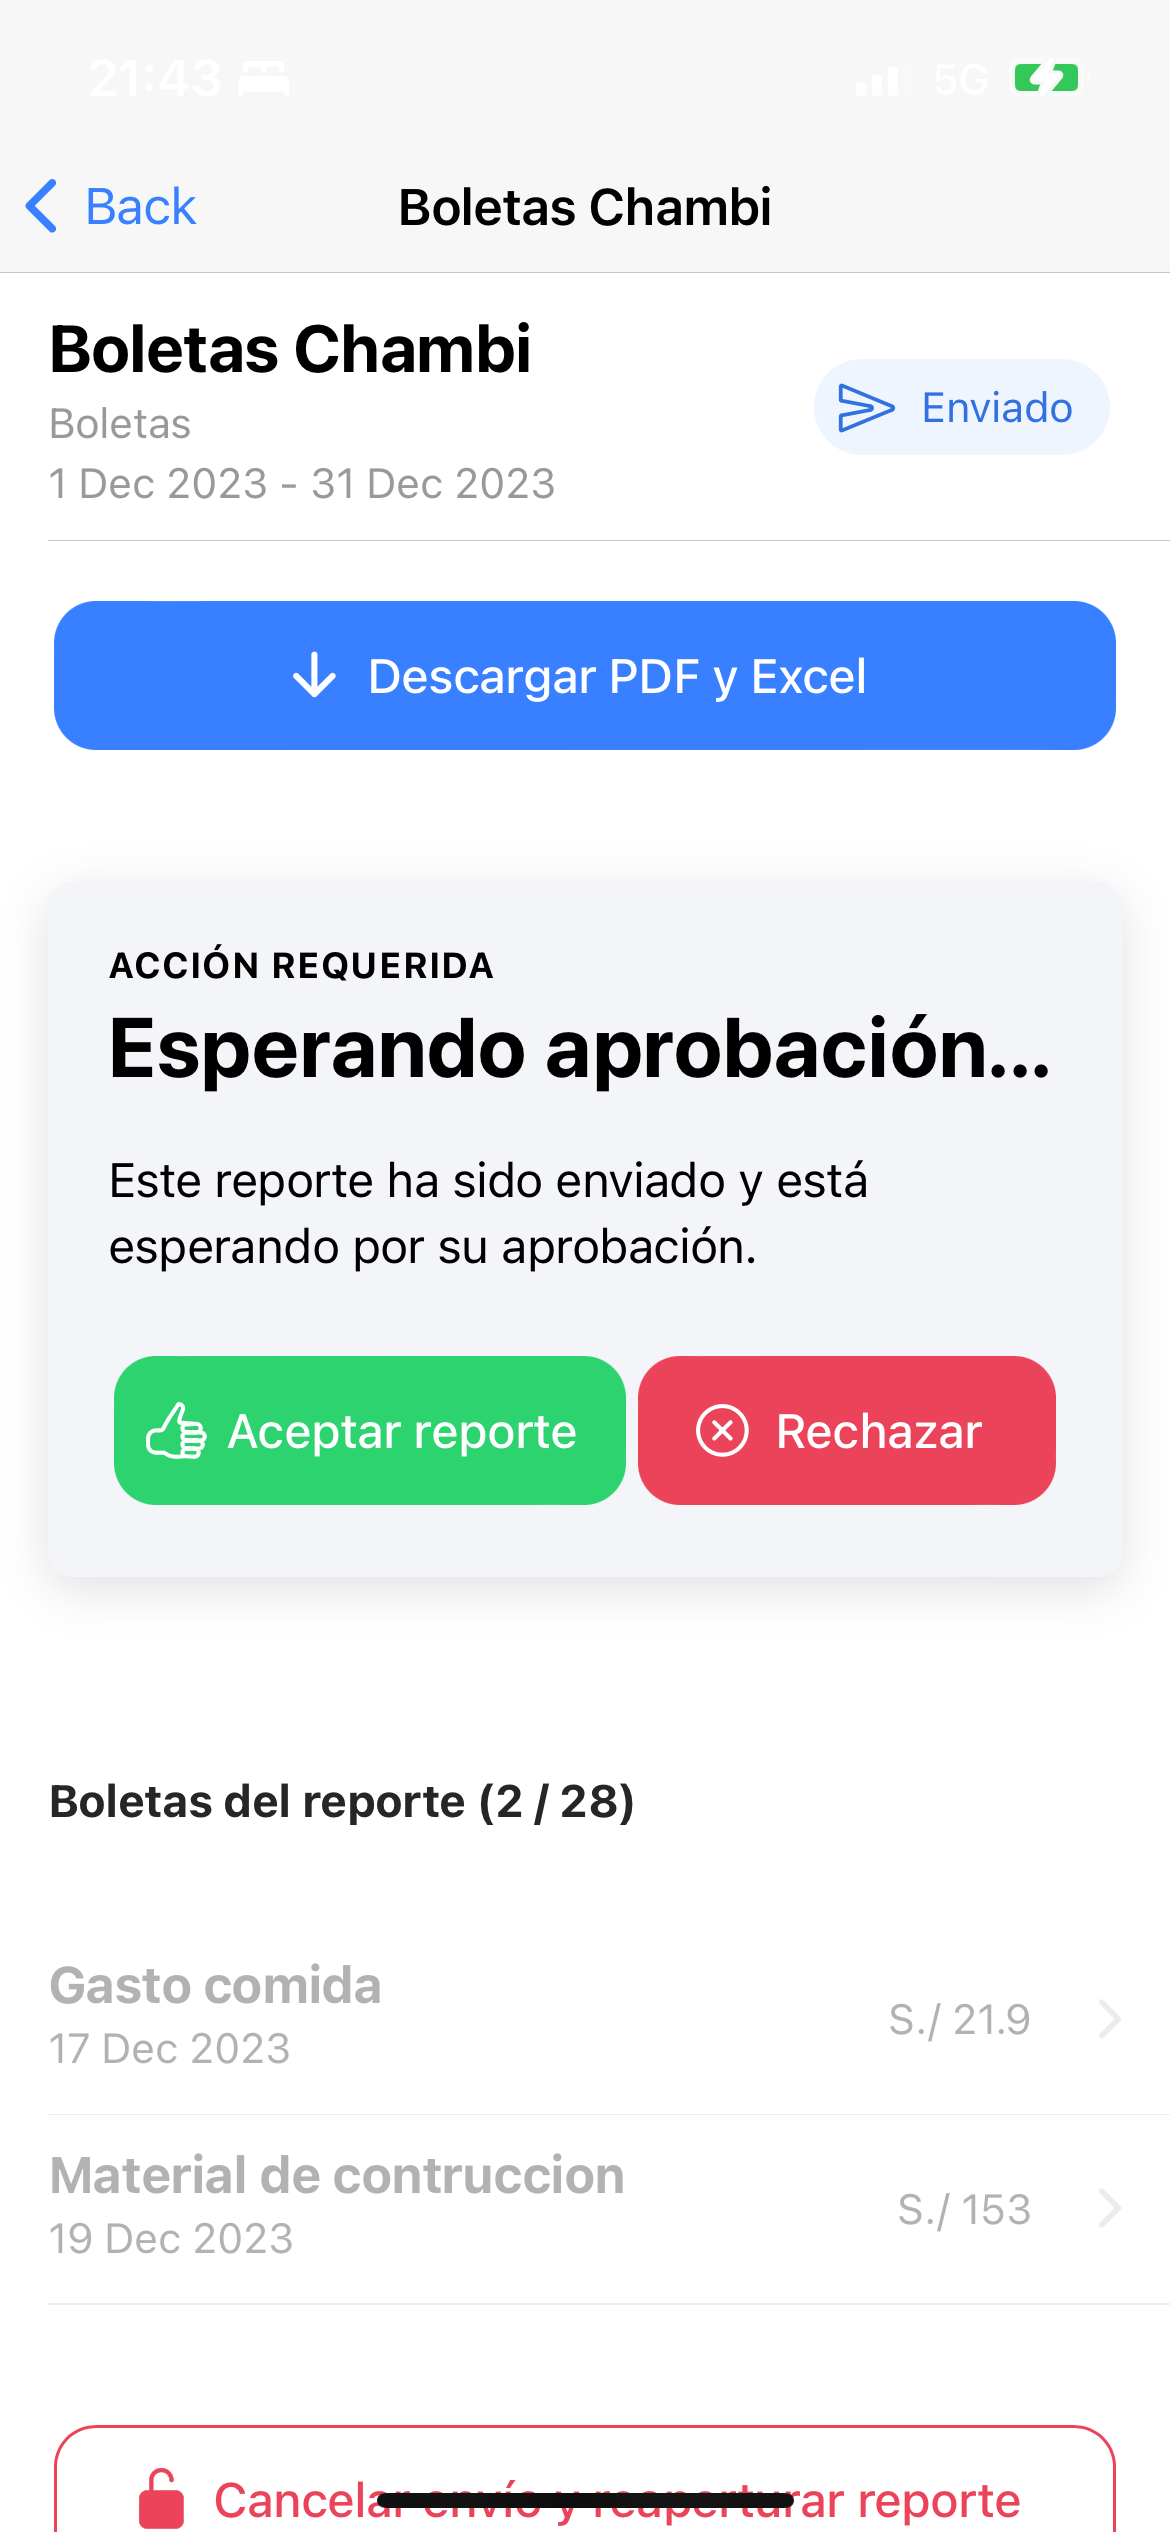 21:43
5G
Back
Boletas Chambi
Boletas Chambi
Boletas
1 Dec 2023 - 31 Dec 2023
Enviado
Descargar PDF y Excel
ACCIÓN REQUERIDA
Esperando aprobación...
Este reporte ha sido enviado y está
esperando por su aprobación.
Aceptar reporte
Rechazar
Boletas del reporte (2 / 28)
Gasto comida
17 Dec 2023
S./ 21.9
Material de contruccion
19 Dec 2023
S./ 153
Cancelar envío y reaperturar reporte